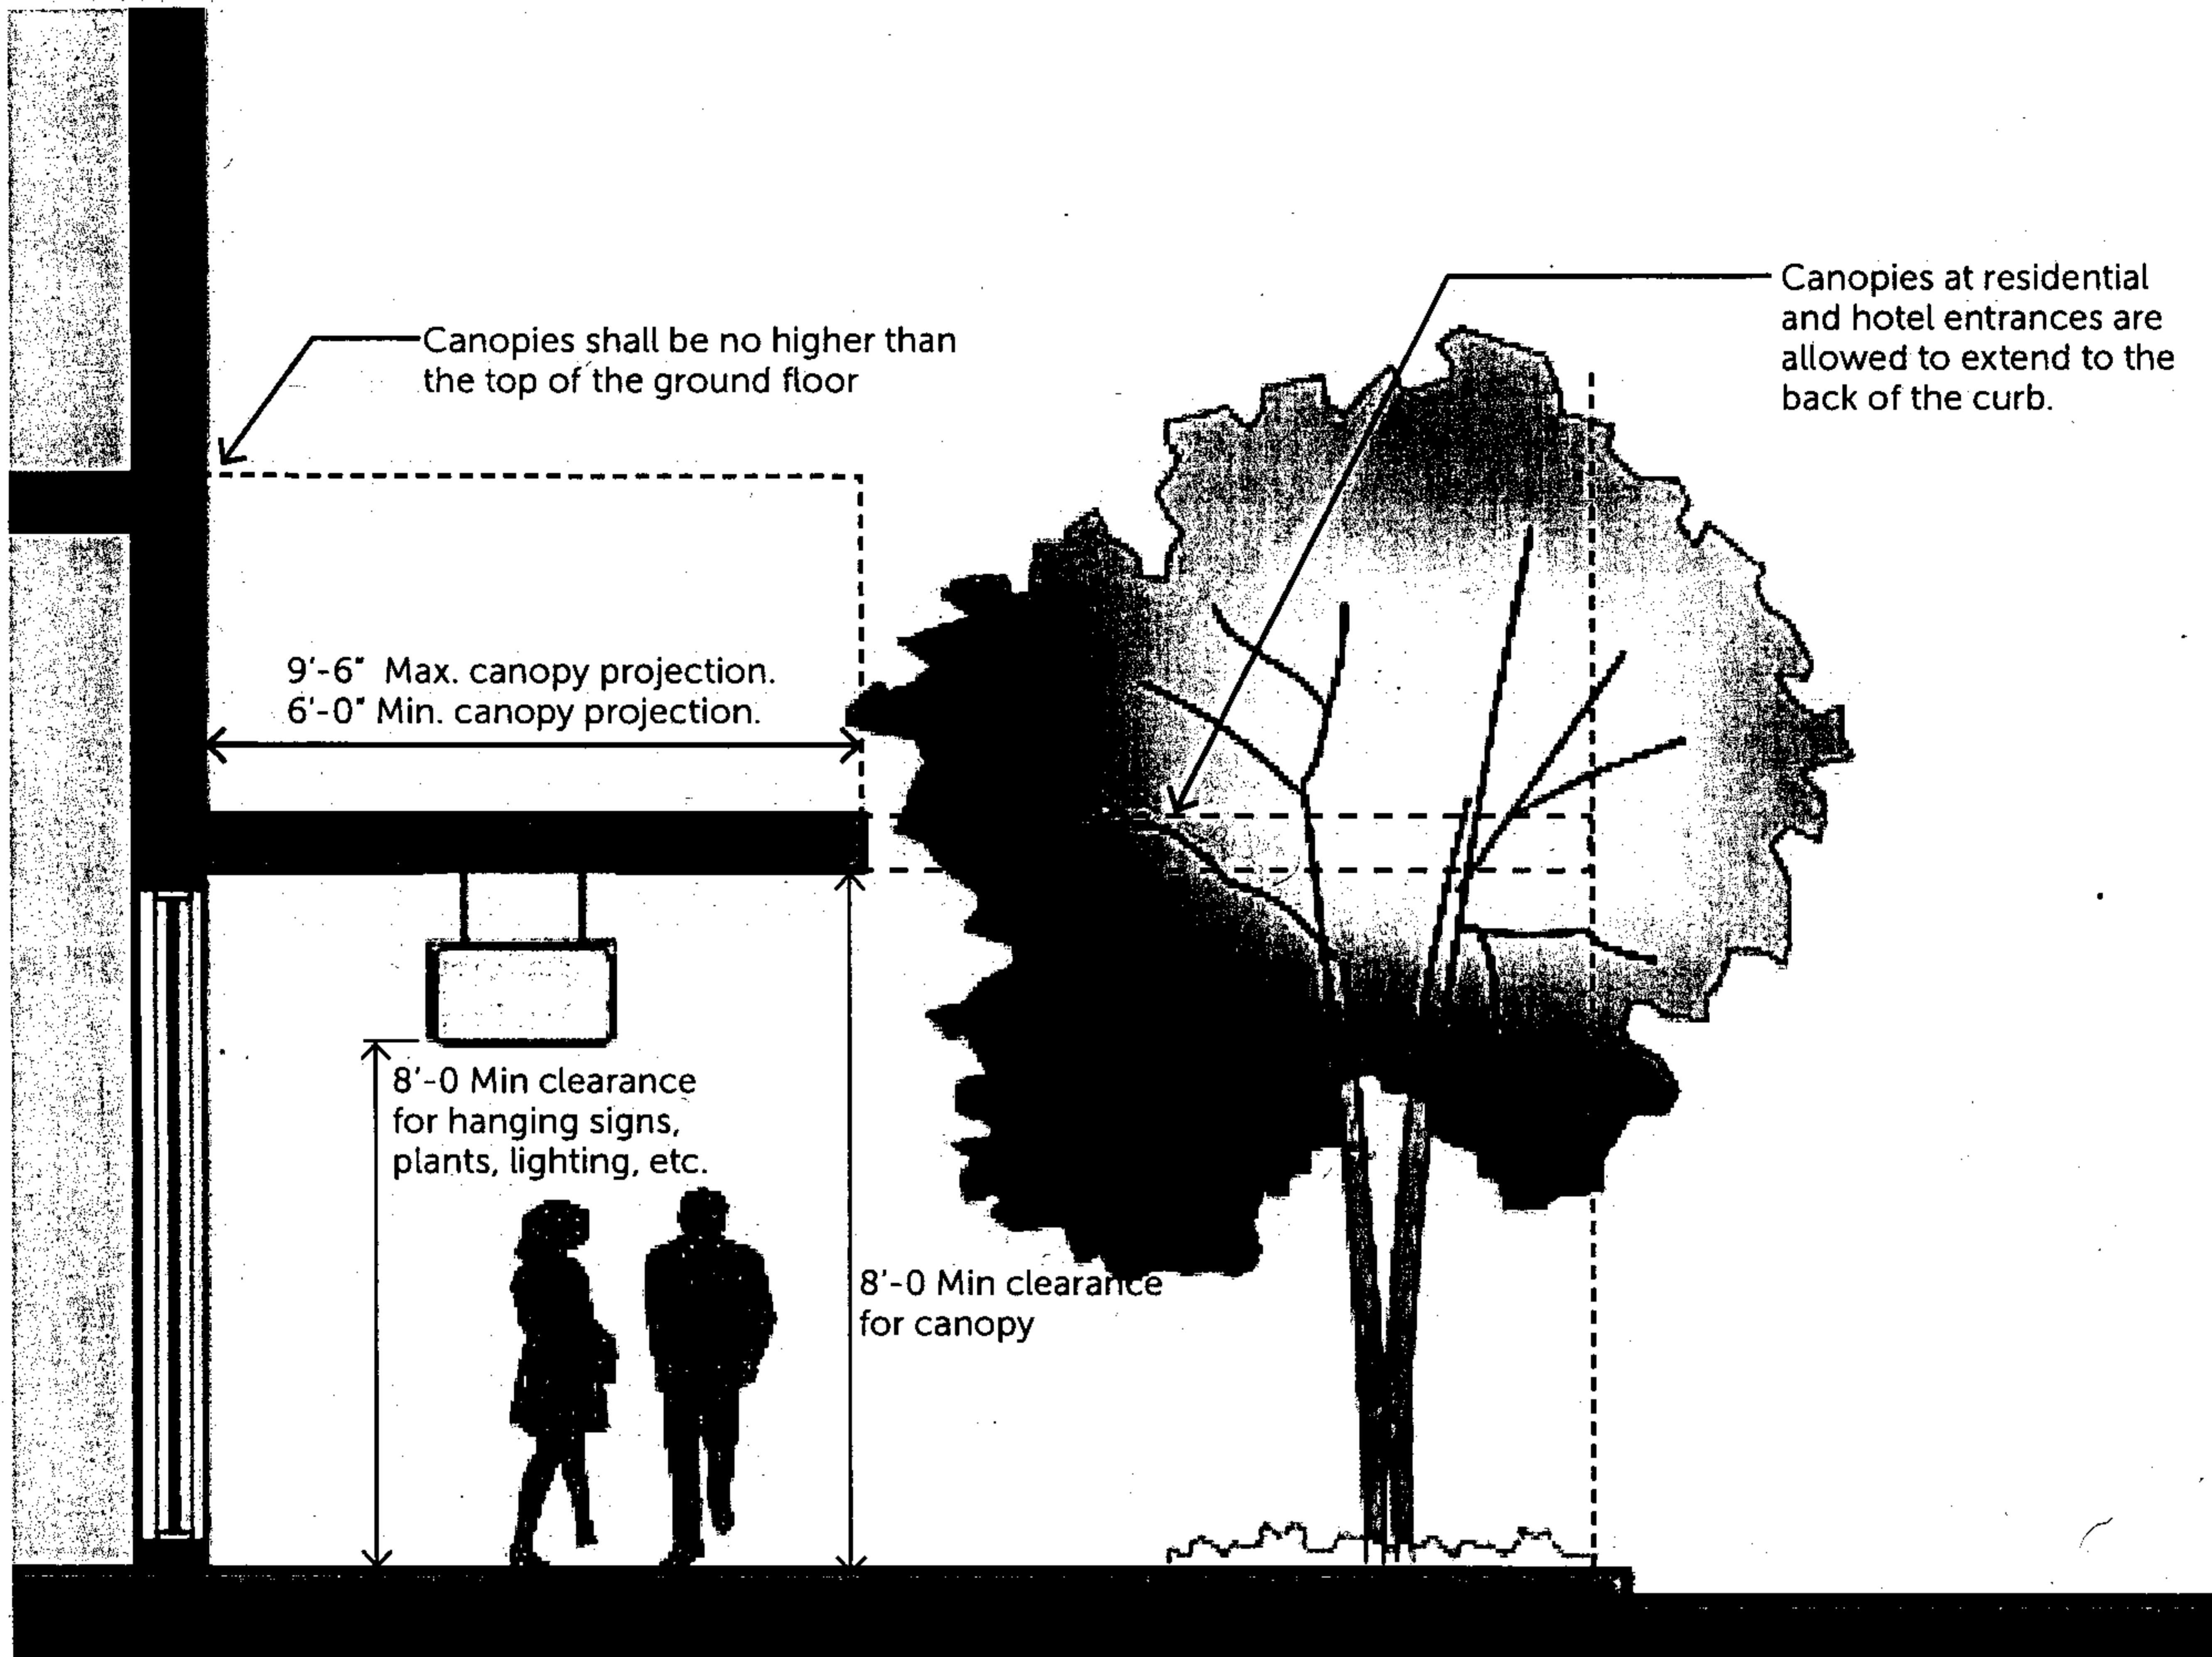 Canopies at residential
and hotel entrances are
allowed to extend to the
back of the curb.
Canopies shall be no higher than
the top of the ground floor
9'-6" Max. canopy projection.
6'-0" Min. canopy projection.
8'-0 Min clearance
for hanging signs,
plants, lighting, etc.
8'-0 Min clearance
for canopy